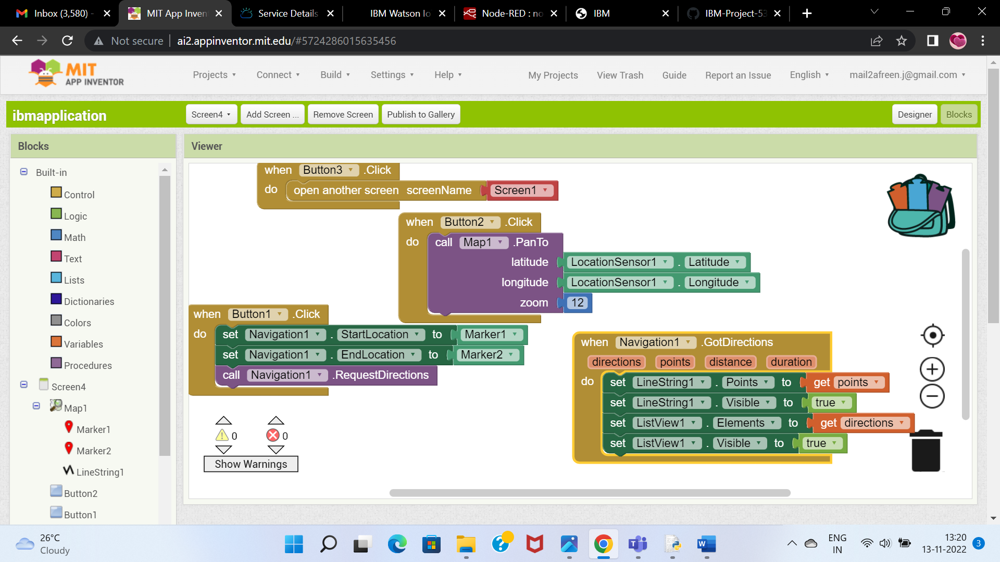 Inbox (3,580) -
MIT App Inven
Service Details
IBM Watson Io
Node-RED : no
IBM
IBM-Project-53
Not secure
ai2.appinventor.mit.edu/#5724286015635456
MIT
APP INVENTOR
Projects
Connect
Build
Settings
Help
My Projects
View Trash
Guide
Report an Issue
English
mail2afreen.j@gmail.com
ibmapplication
Screen4
Add Screen ...
Remove Screen
Publish to Gallery
Designer
Blocks
Blocks
Built-in
Control
Logic
Math
Text
Lists
Dictionaries
Colors
Variables
Procedures
Screen4
Map1
Marker1
Marker2
LineString1
Button2
Button1
Viewer
when Button3 .Click
do open another screen screenName Screen1
when Button2 .Click
do call Map1 .PanTo
latitude LocationSensor1 . Latitude
longitude LocationSensor1 . Longitude
zoom 12
when Button1 .Click
do set Navigation1 . StartLocation to Marker1
set Navigation1 . EndLocation to Marker2
call Navigation1 .RequestDirections
when Navigation1 .GotDirections
directions points distance duration
do set LineString1 . Points to get points
set LineString1 . Visible to true
set ListView1 . Elements to get directions
set ListView1 . Visible to true
0
0
Show Warnings
26°C
Cloudy
ENG
IN
13:20
13-11-2022
3